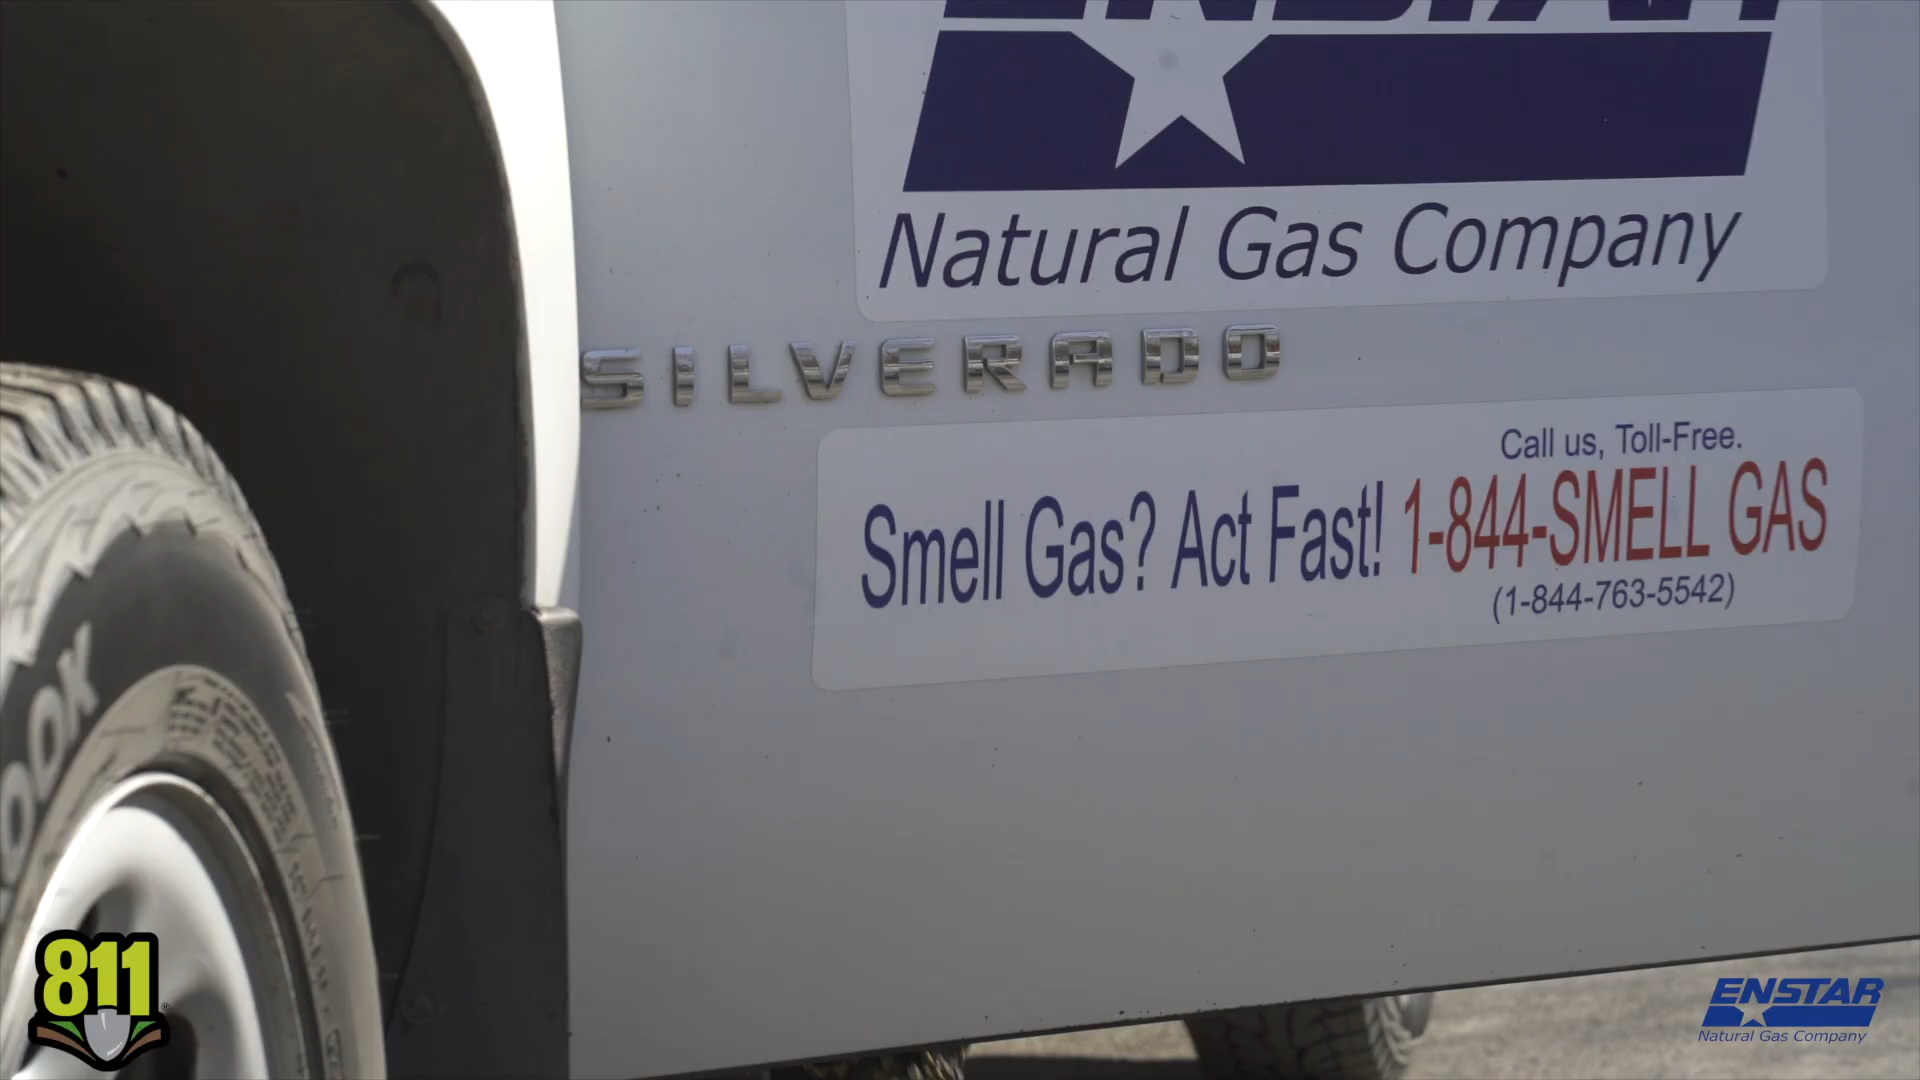 ENSTAR
Natural Gas Company
SILVERADO
Call us, Toll-Free.
Smell Gas? Act Fast! 1-844-SMELL GAS
(1-844-763-5542)
811
ENSTAR
Natural Gas Company